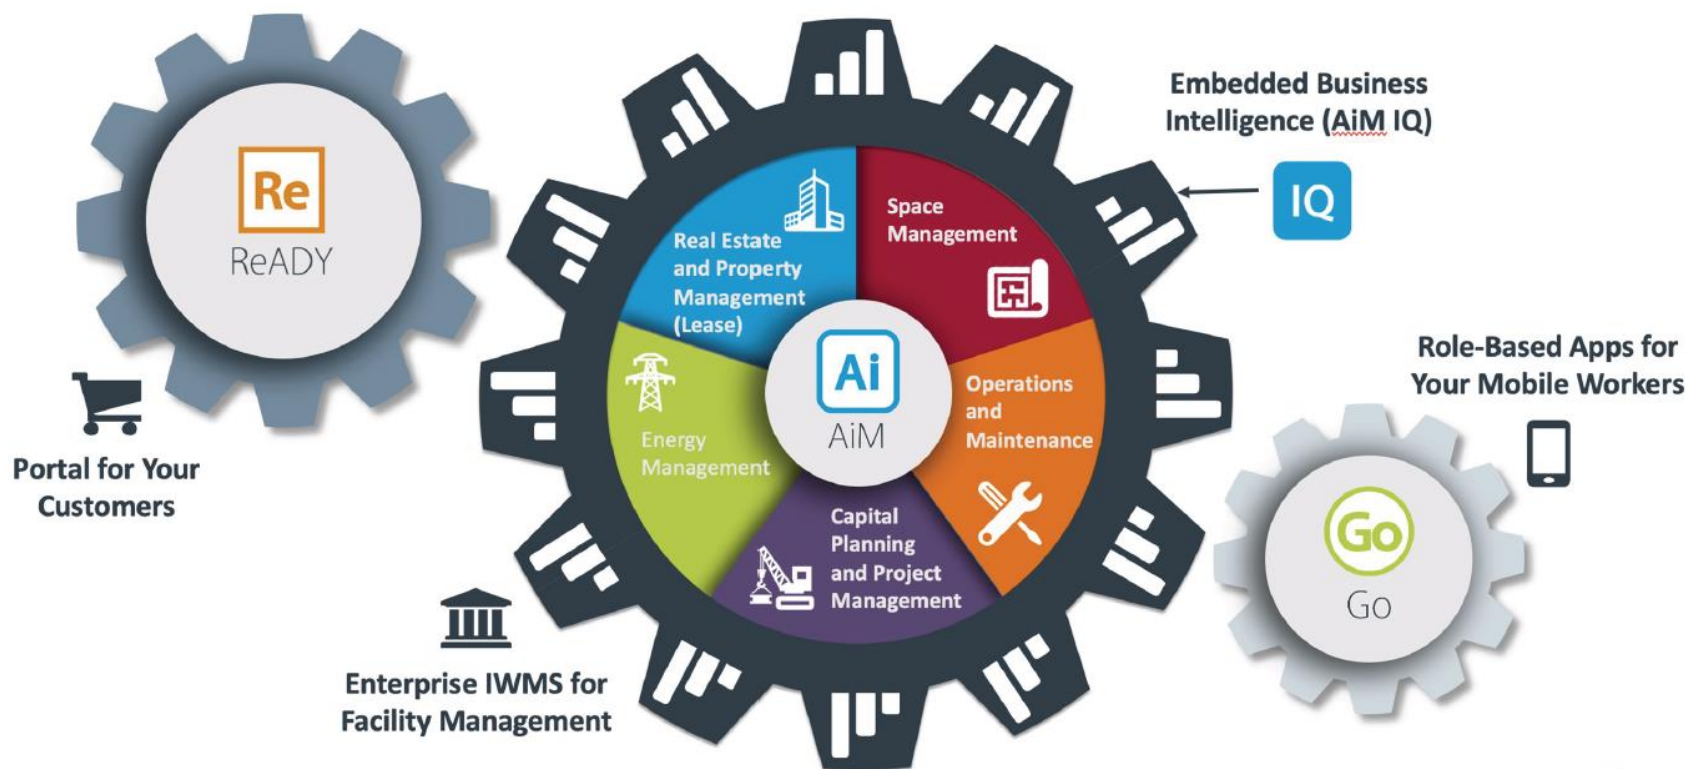 Re
ReADY
Portal for Your
Customers
Real Estate
and Property
Management
(Lease)
Space
Management
Energy
Management
Ai
AiM
Operations
and
Maintenance
Capital
Planning
and Project
Management
Enterprise IWMS for
Facility Management
Embedded Business
Intelligence (AiM IQ)
IQ
Role-Based Apps for
Your Mobile Workers
Go
Go